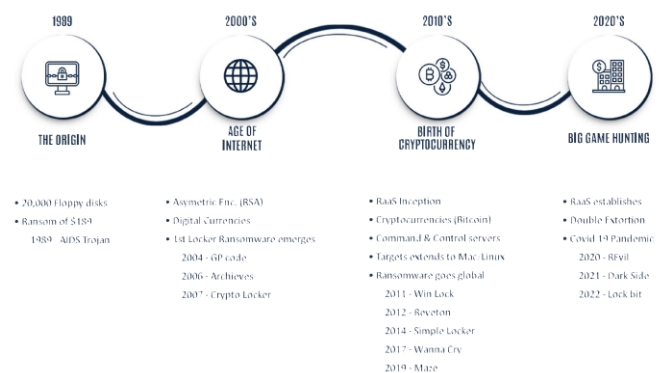 1989
THE ORIGIN
• 20,000 Floppy disks
• Ransom of $189
1989 - AIDS Trojan
2000'S
AGE OF
INTERNET
• Asymetric Enc. (RSA)
• Digital Currencies
• 1st Locker Ransomware emerges
2004 - GP code
2006 - Archieves
2007 - Crypto Locker
2010'S
BIRTH OF
CRYPTOCURRENCY
• RaaS Inception
• Cryptocurrencies (Bitcoin)
• Command & Control servers
• Targets extend to Mac, Linux
• Ransomware goes global
2011 - Win Lock
2012 - Reveton
2014 - Simple Locker
2017 - Wanna Cry
2019 - Maze
2020'S
BIG GAME HUNTING
• RaaS establishes
• Double Extortion
• Covid 19 Pandemic
2020 - REvil
2021 - Dark Side
2022 - Lock bit